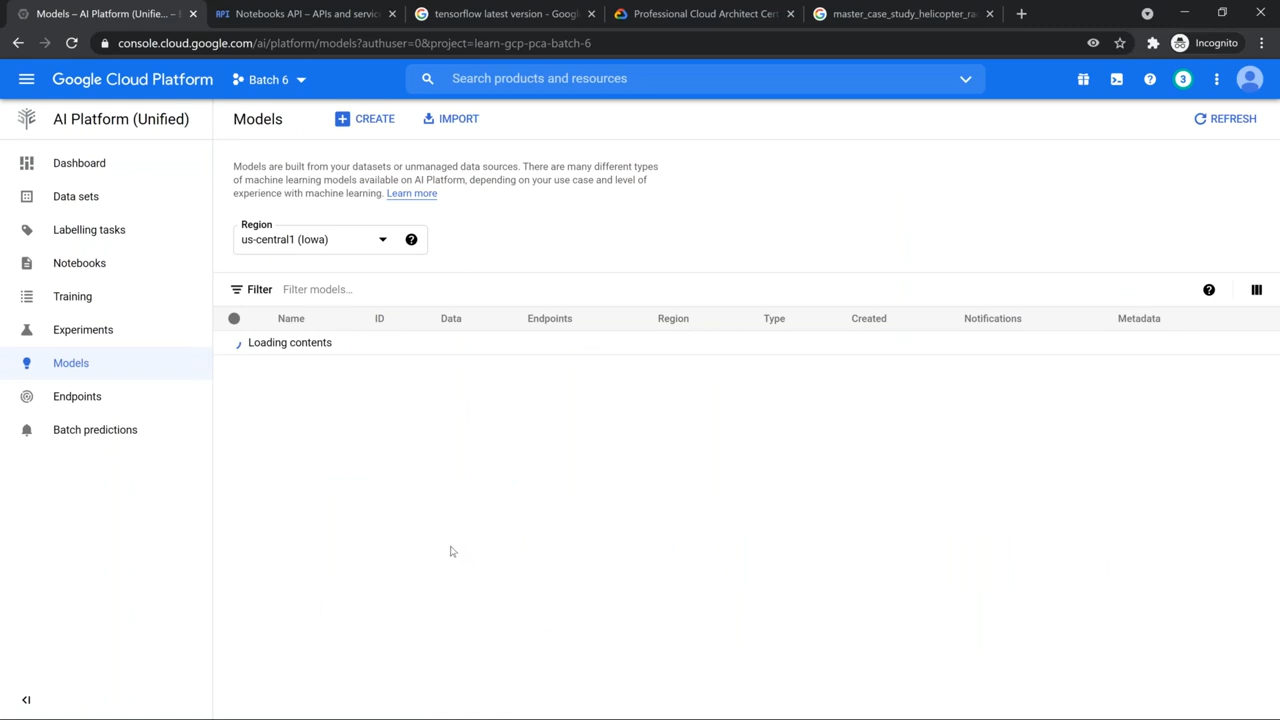 Models – AI Platform (Unified... –
Notebooks API – APIs and servic
tensorflow latest version - Googl
Professional Cloud Architect Cert
master_case_study_helicopter_ra
console.cloud.google.com/ai/platform/models?authuser=0&project=learn-gcp-pca-batch-6
Incognito
Google Cloud Platform
Batch 6
Search products and resources
3
AI Platform (Unified)
Models
CREATE
IMPORT
REFRESH
Dashboard
Data sets
Labelling tasks
Notebooks
Training
Experiments
Models
Endpoints
Batch predictions
Models are built from your datasets or unmanaged data sources. There are many different types
of machine learning models available on AI Platform, depending on your use case and level of
experience with machine learning. Learn more
Region
us-central1 (Iowa)
Filter Filter models...
Name ID Data Endpoints Region Type Created Notifications Metadata
Loading contents